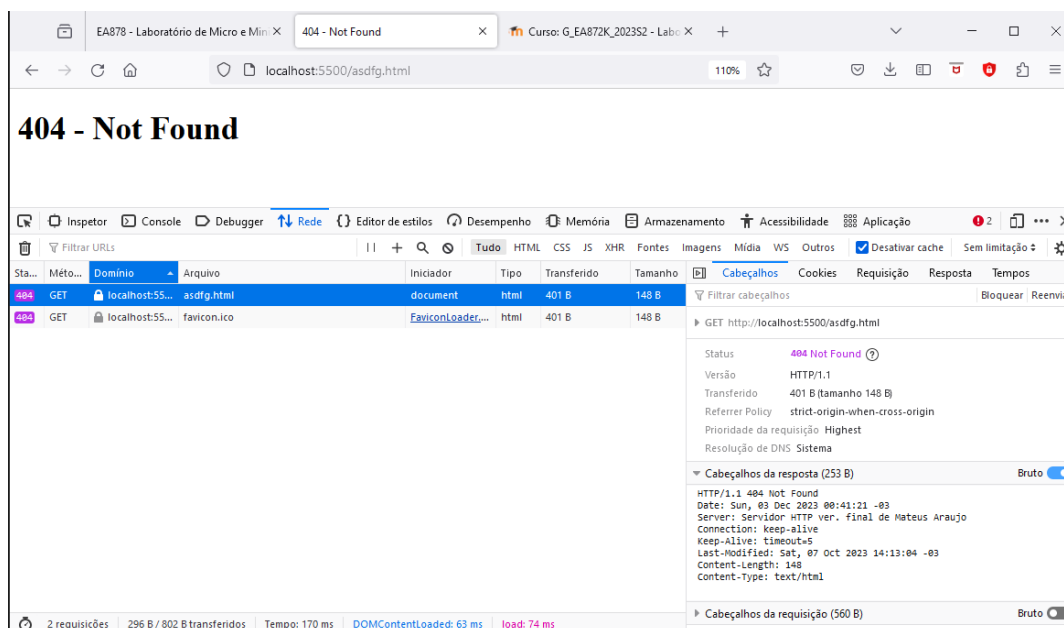 EA878 - Laboratório de Micro e Mini
404 - Not Found
Curso: G_EA872K_2023S2 - Labo
localhost:5500/asdfg.html
110%
404 - Not Found
Inspetor Console Debugger Rede Editor de estilos Desempenho Memória Armazenamento Acessibilidade Aplicação 2
Filtrar URLs
Tudo HTML CSS JS XHR Fontes Imagens Mídia WS Outros Desativar cache Sem limitação
Sta... Méto... Domínio Arquivo Iniciador Tipo Transferido Tamanho
404 GET localhost:55... asdfg.html document html 401 B 148 B
404 GET localhost:55... favicon.ico FaviconLoader.... html 401 B 148 B
2 requisições 296 B / 802 B transferidos Tempo: 170 ms DOMContentLoaded: 63 ms load: 74 ms
Cabeçalhos Cookies Requisição Resposta Tempos
Filtrar cabeçalhos Bloquear Reenvia
GET http://localhost:5500/asdfg.html
Status 404 Not Found ?
Versão HTTP/1.1
Transferido 401 B (tamanho 148 B)
Referrer Policy strict-origin-when-cross-origin
Prioridade da requisição Highest
Resolução de DNS Sistema
Cabeçalhos da resposta (253 B) Bruto
HTTP/1.1 404 Not Found
Date: Sun, 03 Dec 2023 00:41:21 -03
Server: Servidor HTTP ver. final de Mateus Araujo
Connection: keep-alive
Keep-Alive: timeout=5
Last-Modified: Sat, 07 Oct 2023 14:13:04 -03
Content-Length: 148
Content-Type: text/html
Cabeçalhos da requisição (560 B) Bruto